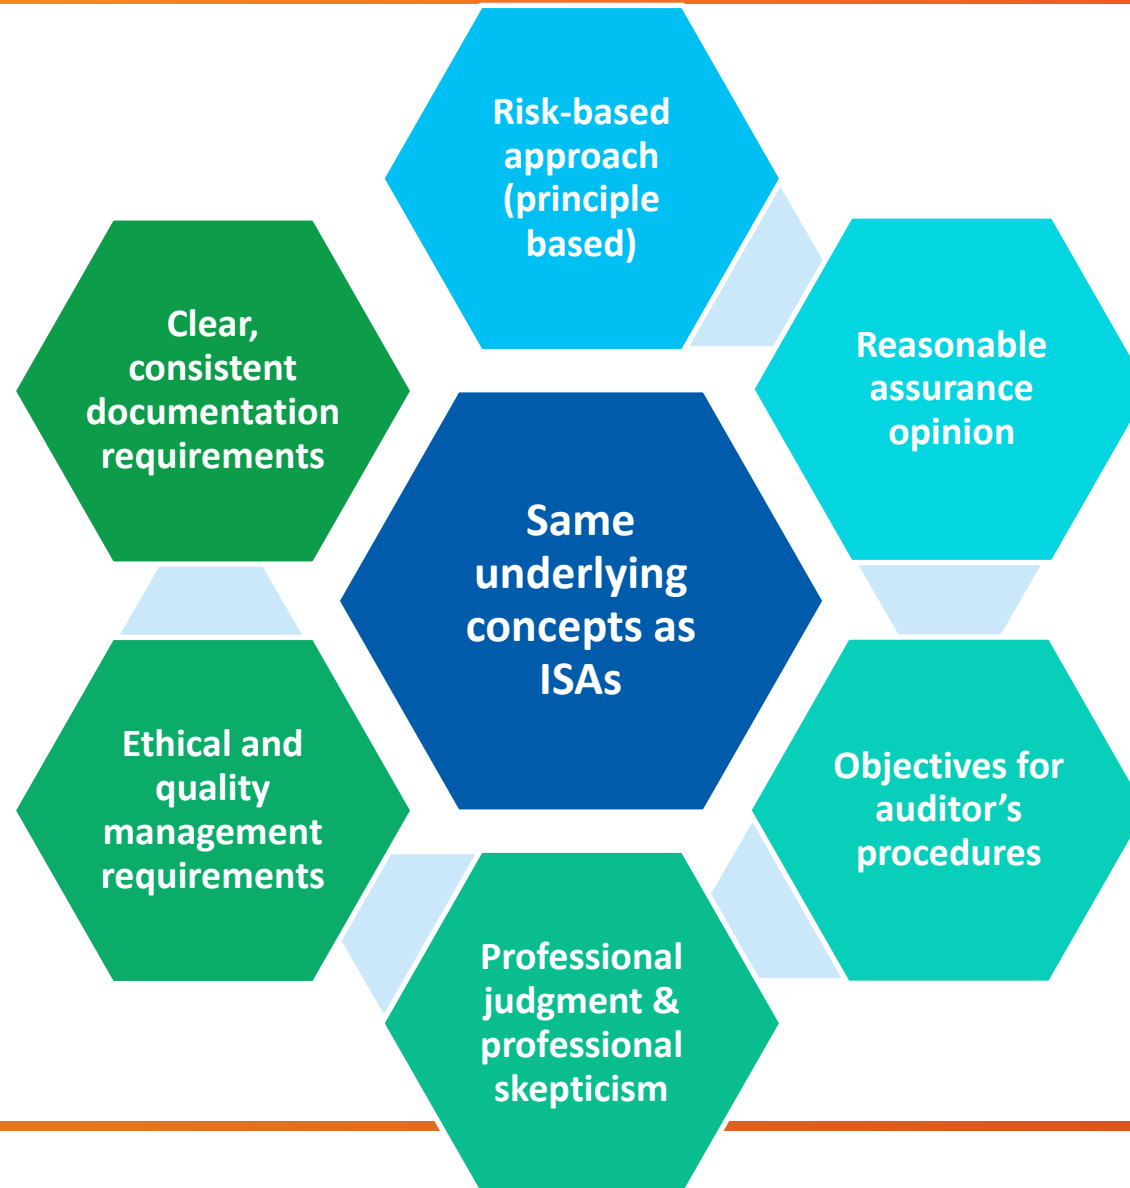 Risk-based
approach
(principle
based)
Reasonable
assurance
opinion
Objectives for
auditor’s
procedures
Professional
judgment &
professional
skepticism
Ethical and
quality
management
requirements
Clear,
consistent
documentation
requirements
Same
underlying
concepts as
ISAs